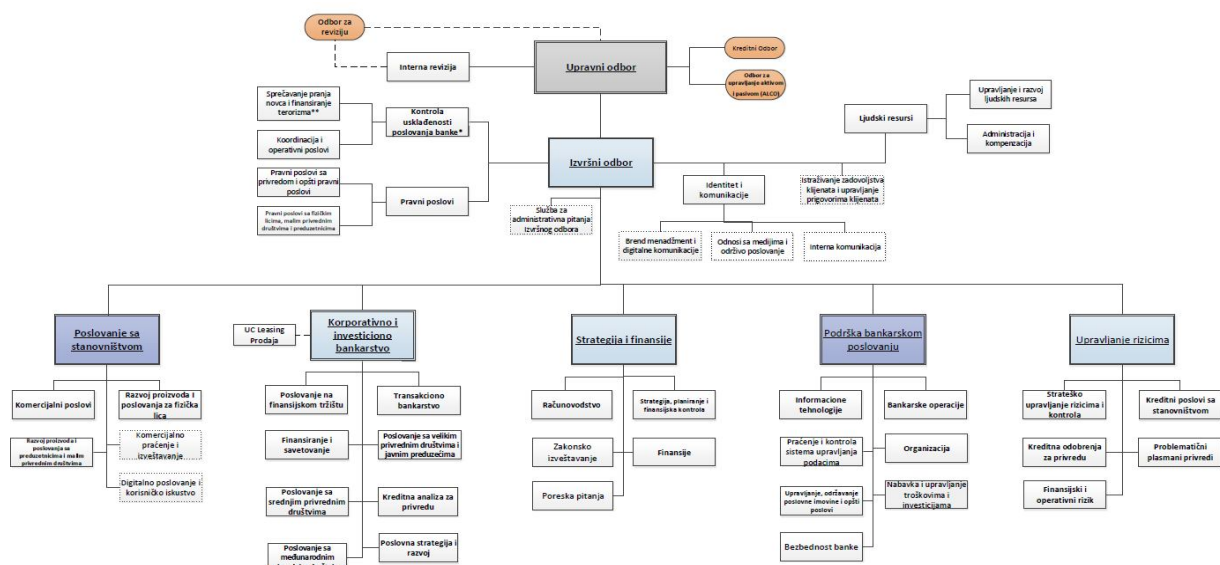 Odbor za
reviziju
Interna revizija
Upravni odbor
Kreditni Odbor
Odbor za
upravljanje aktivom
i pasivom (ALCO)
Sprečavanje pranja
novca i finansiranje
terorizma**
Koordinacija i
operativni poslovi
Kontrola
usklađenosti
poslovanja banke*
Pravni poslovi sa
privredom i opšti pravni
poslovi
Pravni poslovi sa fizičkim
licima, malim privrednim
društvima i preduzetnicima
Pravni poslovi
Izvršni odbor
Služba za
administrativna pitanja
Izvršnog odbora
Ljudski resursi
Upravljanje i razvoj
ljudskih resursa
Administracija i
kompenzacija
Identitet i
komunikacije
Istraživanje zadovoljstva
klijenata i upravljanje
prigovorima klijenata
Brend menadžment i
digitalne komunikacije
Odnosi sa medijima i
održivo poslovanje
Interna komunikacija
Poslovanje sa
stanovništvom
Komercijalni poslovi
Razvoj proizvoda I
poslovanja za fizička
lica
Razvoj proizvoda i
poslovanja sa
preduzetnicima i malim
privrednim društvima
Komercijalno
praćenje i
izveštavanje
Digitalno poslovanje i
korisničko iskustvo
UC Leasing
Prodaja
Korporativno i
investiciono
bankarstvo
Poslovanje na
finansijskom tržištu
Transakciono
bankarstvo
Finansiranje i
savetovanje
Poslovanje sa velikim
privrednim društvima i
javnim preduzećima
Poslovanje sa
srednjim privrednim
društvima
Kreditna analiza za
privredu
Poslovanje sa
međunarodnim
Poslovna strategija i
razvoj
Strategija i finansije
Računovodstvo
Strategija, planiranje i
finansijska kontrola
Zakonsko
izveštavanje
Finansije
Poreska pitanja
Podrška bankarskom
poslovanju
Informacione
tehnologije
Bankarske operacije
Praćenje i kontrola
sistema upravljanja
podacima
Organizacija
Upravljanje, održavanje
poslovne imovine i opšti
poslovi
Nabavka i upravljanje
troškovima i
investicijama
Bezbednost banke
Upravljanje rizicima
Strateško
upravljanje rizicima i
kontrola
Kreditni poslovi sa
stanovništvom
Kreditna odobrenja
za privredu
Problematični
plasmani privredi
Finansijski i
operativni rizik